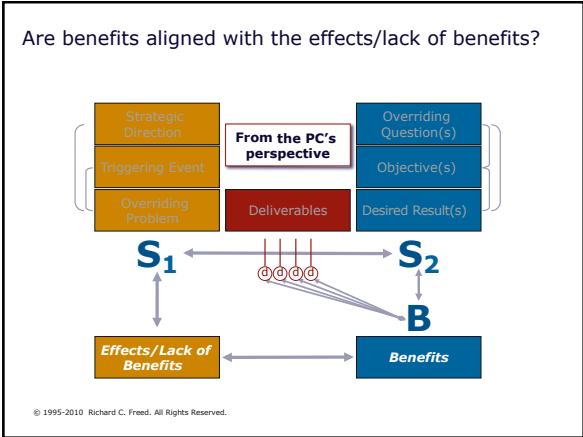 Are benefits aligned with the effects/lack of benefits?
Strategic
Direction
From the PC's
perspective
Overriding
Question(s)
Triggering Event
Objective(s)
Overriding
Problem
Deliverables
Desired Result(s)
S1
S2
d d d d
B
Effects/Lack of
Benefits
Benefits
© 1995-2010 Richard C. Freed. All Rights Reserved.